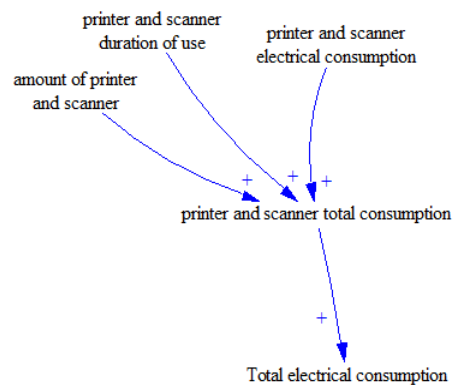 printer and scanner
duration of use
printer and scanner
electrical consumption
amount of printer
and scanner
+
+
+
printer and scanner total consumption
+
Total electrical consumption